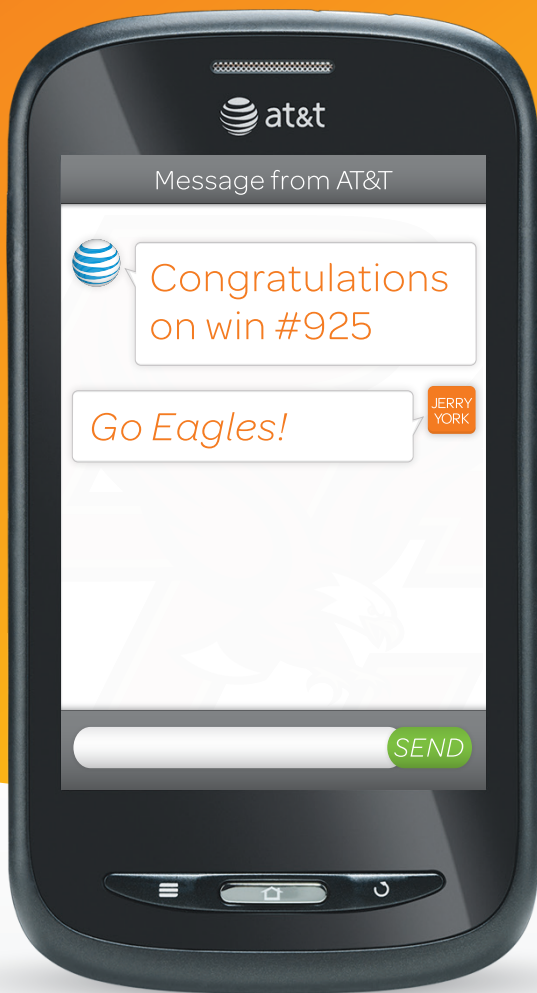 at&t
Message from AT&T
Congratulations
on win #925
JERRY
YORK
Go Eagles!
SEND